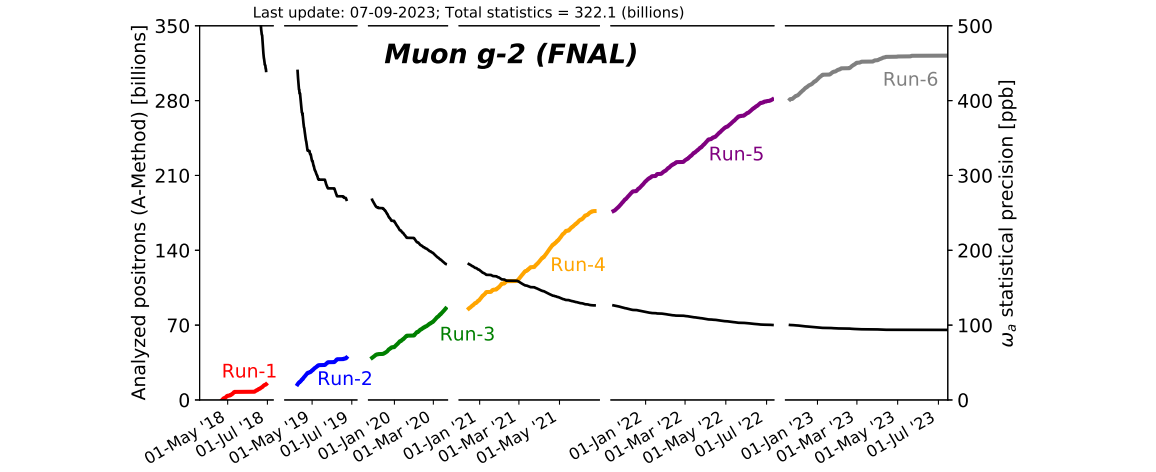 Last update: 07-09-2023; Total statistics = 322.1 (billions)
Muon g-2 (FNAL)
Analyzed positrons (A-Method) [billions]
350
280
210
140
70
0
500
400
300
200
100
0
ωa statistical precision [ppb]
Run-1
Run-2
Run-3
Run-4
Run-5
Run-6
01-May '18
01-Jul '18
01-May '19
01-Jul '19
01-Jan '20
01-Mar '20
01-Jan '21
01-Mar '21
01-May '21
01-Jan '22
01-Mar '22
01-May '22
01-Jul '22
01-Jan '23
01-Mar '23
01-May '23
01-Jul '23